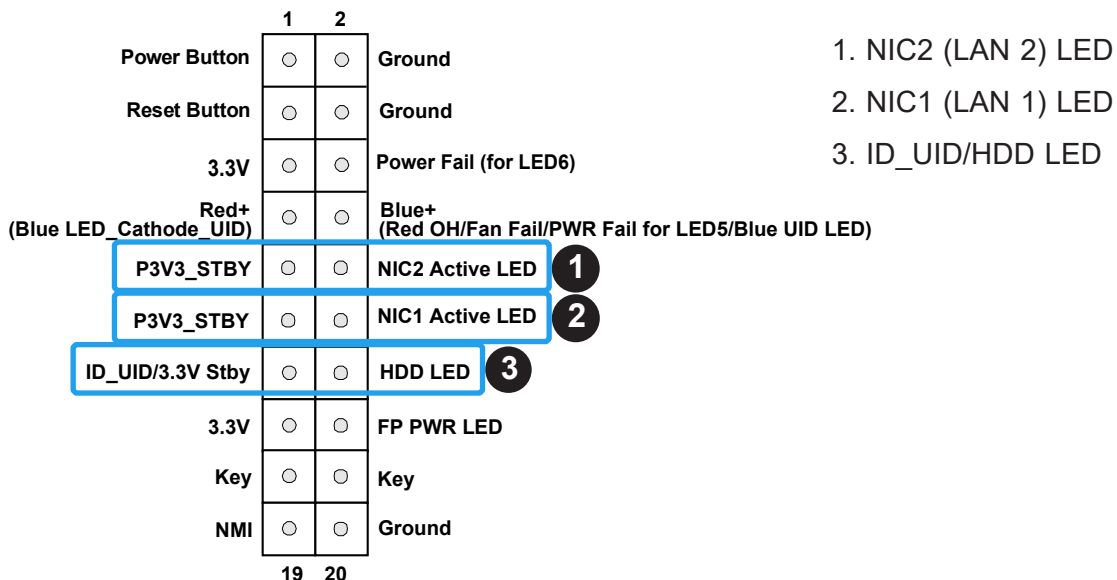 1 2
Power Button Ground
Reset Button Ground
3.3V Power Fail (for LED6)
Red+ Blue+
(Blue LED_Cathode_UID) (Red OH/Fan Fail/PWR Fail for LED5/Blue UID LED)
P3V3_STBY NIC2 Active LED 1
P3V3_STBY NIC1 Active LED 2
ID_UID/3.3V Stby HDD LED 3
3.3V FP PWR LED
Key Key
NMI Ground
19 20
1. NIC2 (LAN 2) LED
2. NIC1 (LAN 1) LED
3. ID_UID/HDD LED